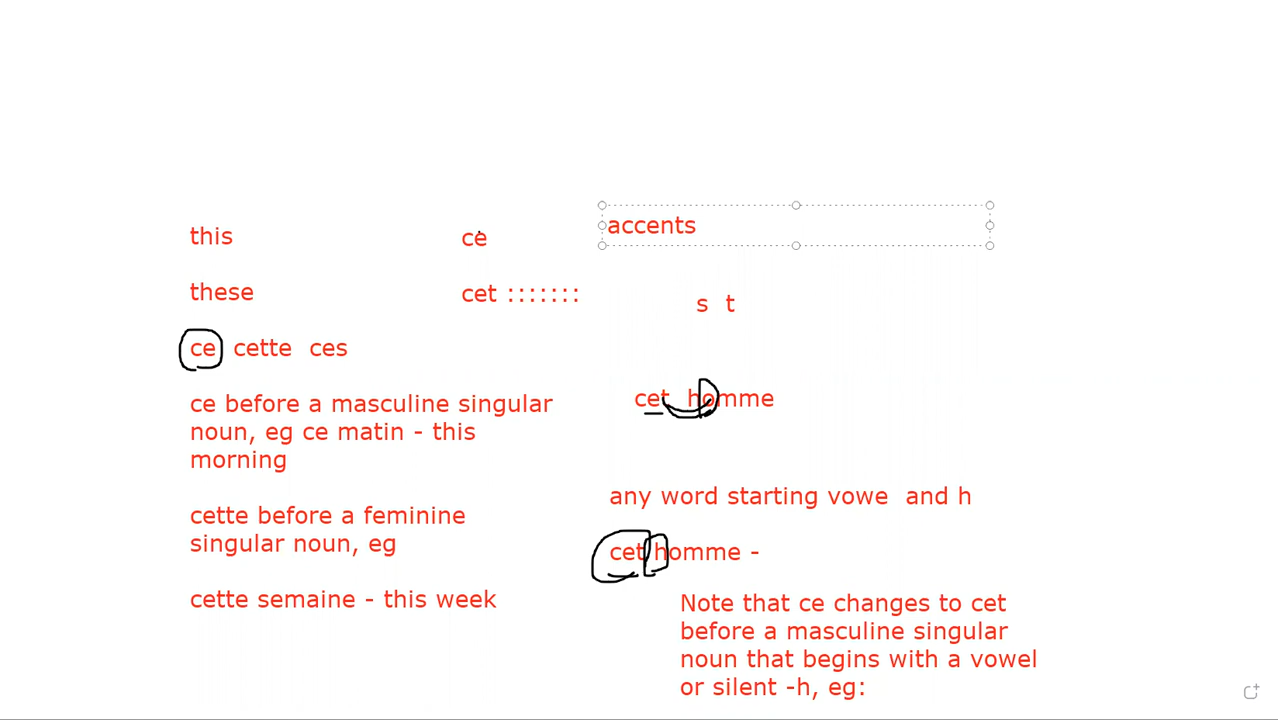 this
these
ce cette ces
ce before a masculine singular
noun, eg ce matin - this
morning
cette before a feminine
singular noun, eg
cette semaine - this week
ce
cet :::::::
accents
s t
cet homme
any word starting vowe and h
cet homme -
Note that ce changes to cet
before a masculine singular
noun that begins with a vowel
or silent -h, eg: